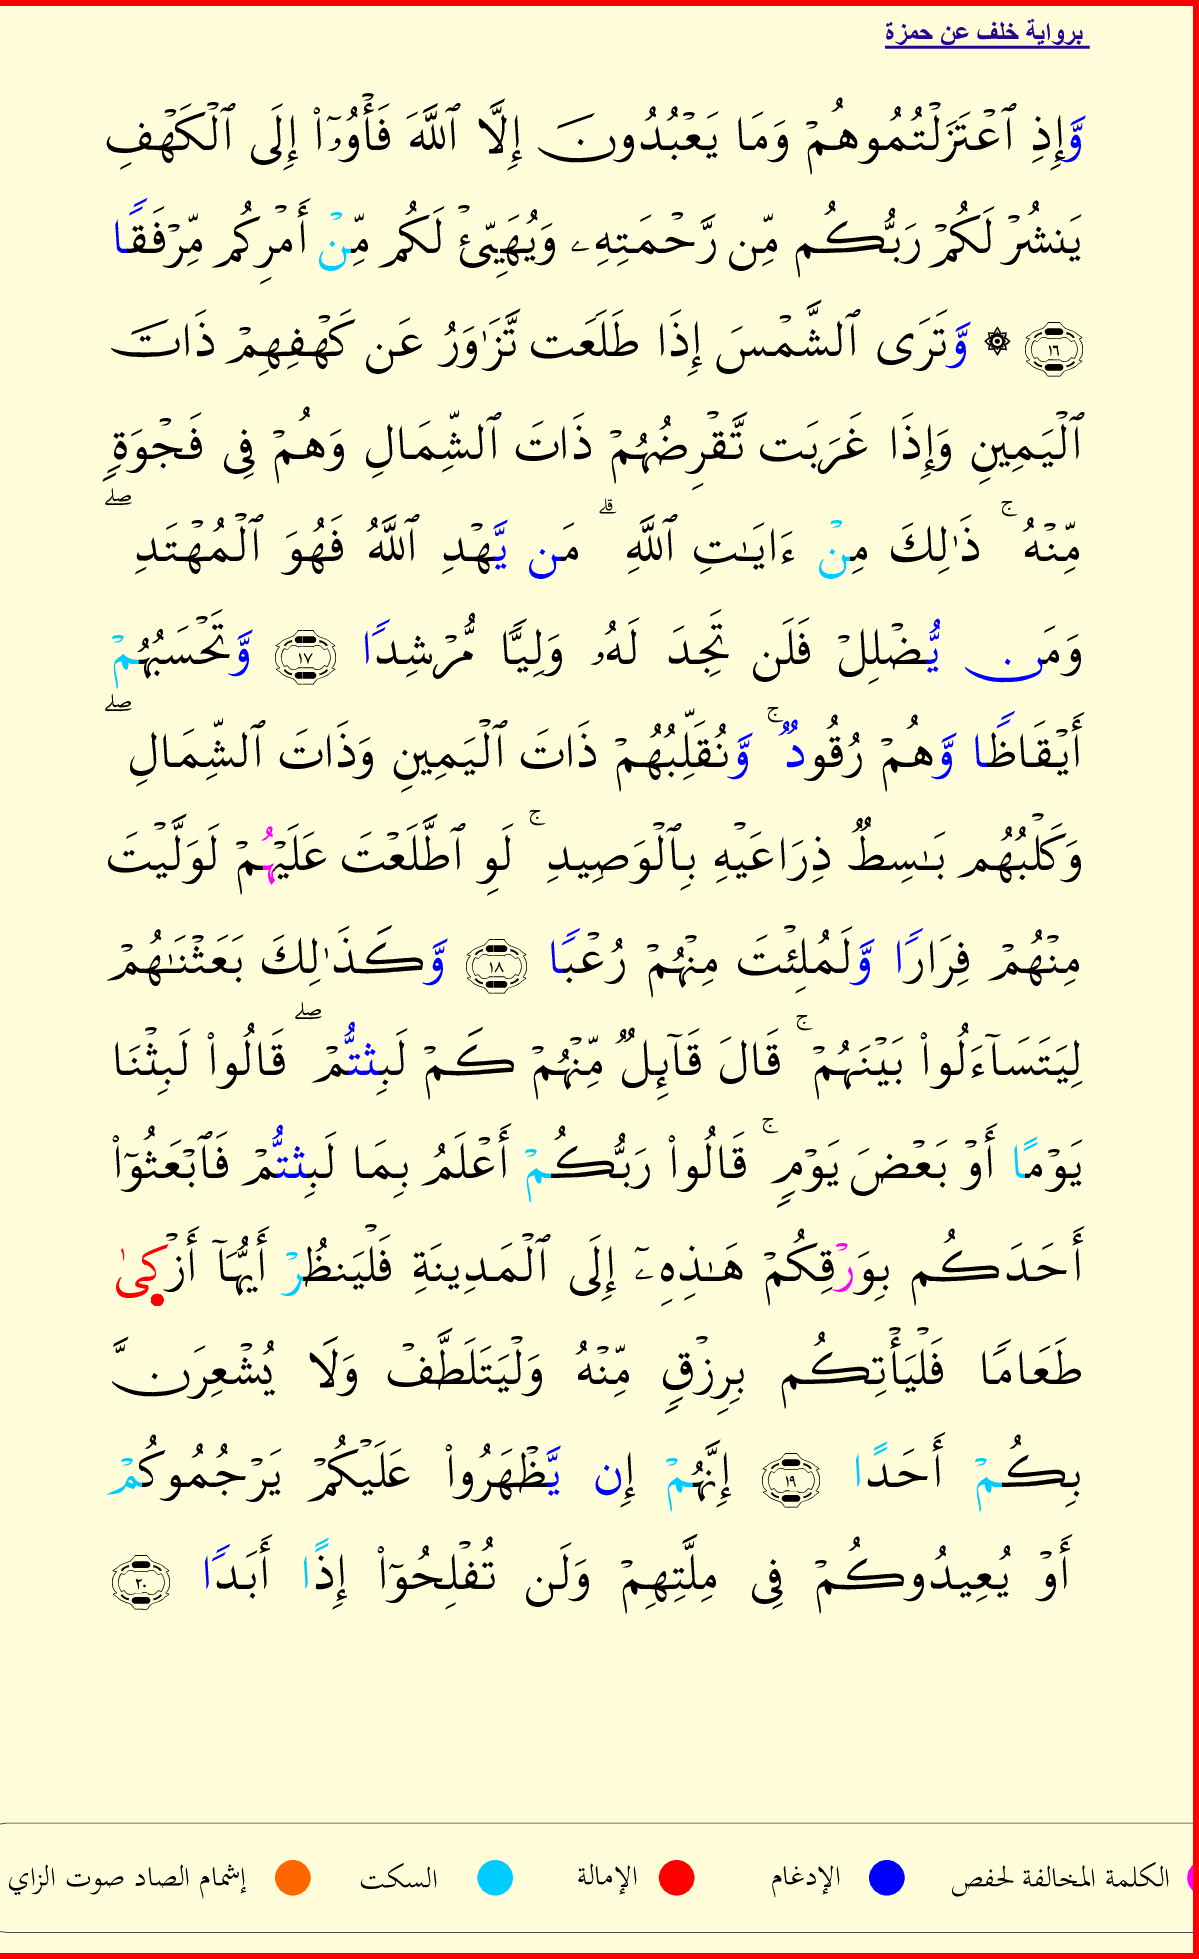 برواية خلف عن حمزة
وَّإِذِ ٱعۡتَزَلۡتُمُوهُمۡ وَمَا يَعۡبُدُونَ إِلَّا ٱللَّهَ فَأۡوُۥٓاْ إِلَى ٱلۡكَهۡفِ
يَنشُرۡ لَكُمۡ رَبُّكُم مِّن رَّحۡمَتِهِۦ وَيُهَيِّئۡ لَكُم مِّنۡ أَمۡرِكُم مِّرۡفَقࣰا
١٦ ۞ وَّتَرَى ٱلشَّمۡسَ إِذَا طَلَعَت تَّزَٰوَرُ عَن كَهۡفِهِمۡ ذَاتَ
ٱلۡيَمِينِ وَإِذَا غَرَبَت تَّقۡرِضُهُمۡ ذَاتَ ٱلشِّمَالِ وَهُمۡ فِي فَجۡوَةࣲ
مِّنۡهُۚ ذَٰلِكَ مِنۡ ءَايَٰتِ ٱللَّهِۗ مَن يَّهۡدِ ٱللَّهُ فَهُوَ ٱلۡمُهۡتَدِۖ
وَمَن يُّضۡلِلۡ فَلَن تَجِدَ لَهُۥ وَلِيࣰّا مُّرۡشِدࣰا ١٧ وَّتَحۡسَبُهُمۡ
أَيۡقَاظࣰا وَّهُمۡ رُقُودࣱۚ وَّنُقَلِّبُهُمۡ ذَاتَ ٱلۡيَمِينِ وَذَاتَ ٱلشِّمَالِۖ
وَكَلۡبُهُم بَٰسِطࣱ ذِرَاعَيۡهِ بِٱلۡوَصِيدِۚ لَوِ ٱطَّلَعۡتَ عَلَيۡهُمۡ لَوَلَّيۡتَ
مِنۡهُمۡ فِرَارࣰا وَّلَمُلِئۡتَ مِنۡهُمۡ رُعۡبࣰا ١٨ وَّكَذَٰلِكَ بَعَثۡنَٰهُمۡ
لِيَتَسَآءَلُواْ بَيۡنَهُمۡۚ قَالَ قَآئِلࣱ مِّنۡهُمۡ كَمۡ لَبِثتُّمۡۖ قَالُواْ لَبِثۡنَا
يَوۡمًا أَوۡ بَعۡضَ يَوۡمࣲۚ قَالُواْ رَبُّكُمۡ أَعۡلَمُ بِمَا لَبِثتُّمۡ فَٱبۡعَثُوٓاْ
أَحَدَكُم بِوَرۡقِكُمۡ هَٰذِهِۦٓ إِلَى ٱلۡمَدِينَةِ فَلۡيَنظُرۡ أَيُّهَآ أَزۡكىٰ
طَعَامࣰا فَلۡيَأۡتِكُم بِرِزۡقࣲ مِّنۡهُ وَلۡيَتَلَطَّفۡ وَلَا يُشۡعِرَنَّ
بِكُمۡ أَحَدًا ١٩ إِنَّهُمۡ إِن يَّظۡهَرُواْ عَلَيۡكُمۡ يَرۡجُمُوكُمۡ
أَوۡ يُعِيدُوكُمۡ فِي مِلَّتِهِمۡ وَلَن تُفۡلِحُوٓاْ إِذًا أَبَدࣰا ٢٠
الكلمة المخالفة لحفص الإدغام الإمالة السكت إشمام الصاد صوت الزاي